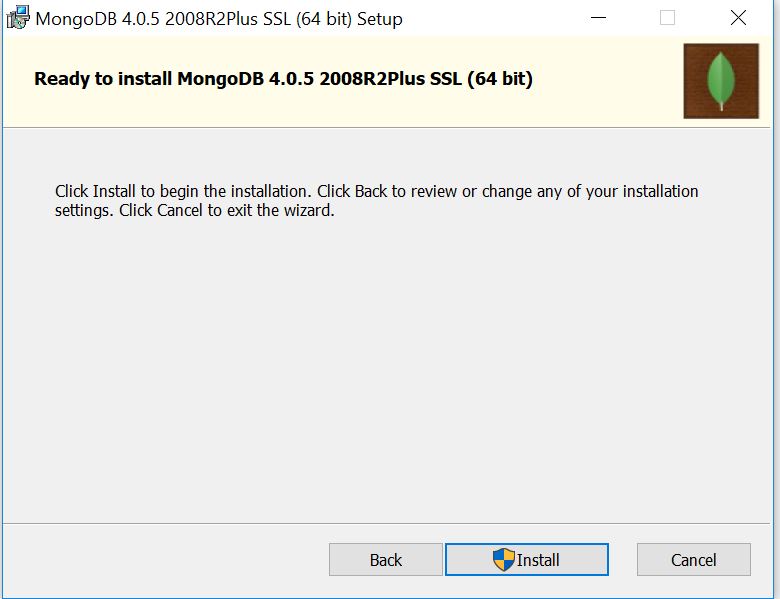 MongoDB 4.0.5 2008R2Plus SSL (64 bit) Setup
Ready to install MongoDB 4.0.5 2008R2Plus SSL (64 bit)
Click Install to begin the installation. Click Back to review or change any of your installation
settings. Click Cancel to exit the wizard.
Back Install Cancel